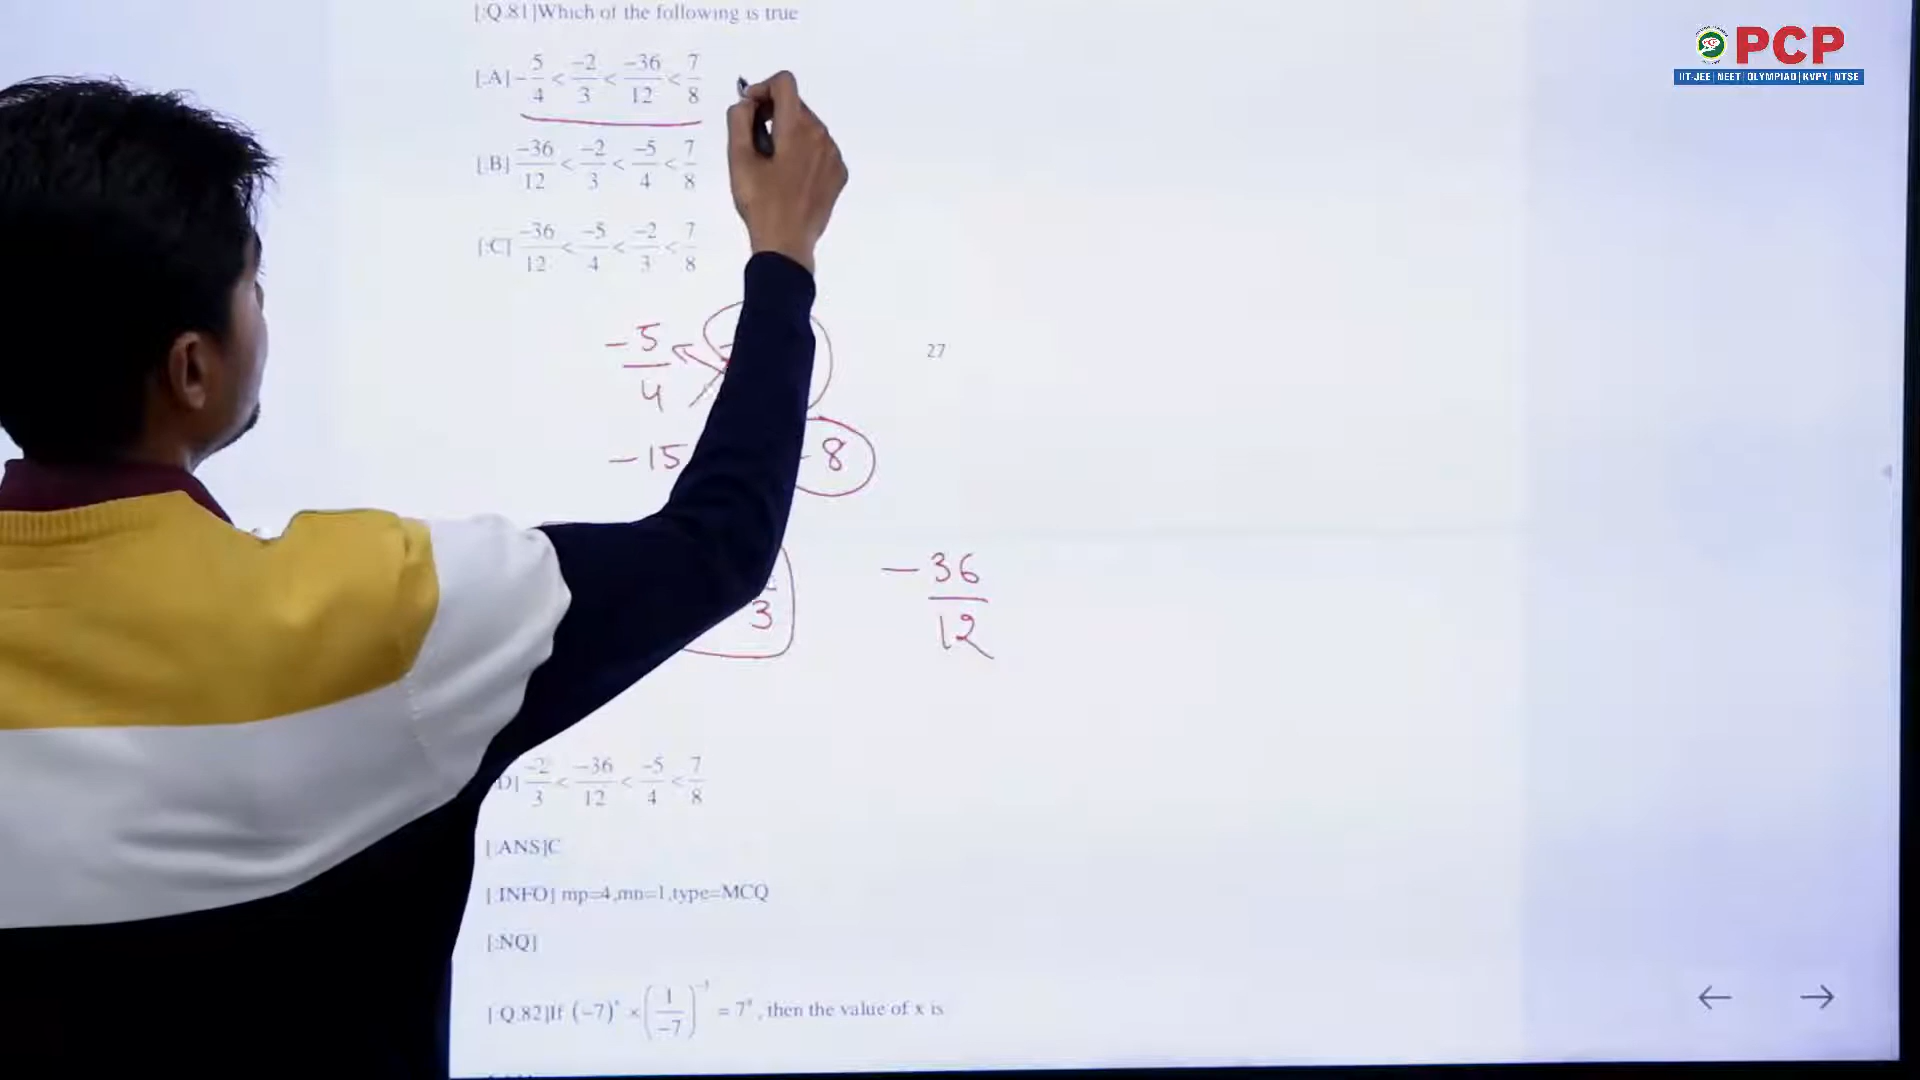 [:Q.81]Which of the following is true
PCP
IIT-JEE | NEET | OLYMPIAD | KVPY | NTSE
[:A] -5/4 < -2/3 < -36/12 < 7/8
[:B] -36/12 < -2/3 < -5/4 < 7/8
[:C] -36/12 < -5/4 < -2/3 < 7/8
-5/4
27
-15 -8
3
-36/12
D] -2/3 < -36/12 < -5/4 < 7/8
[:ANS]C
[:INFO] mp=4,mn=1,type=MCQ
[:NQ]
[:Q.82]If (-7)ˣ × (1/-7)⁻³ = 7ˣ, then the value of x is